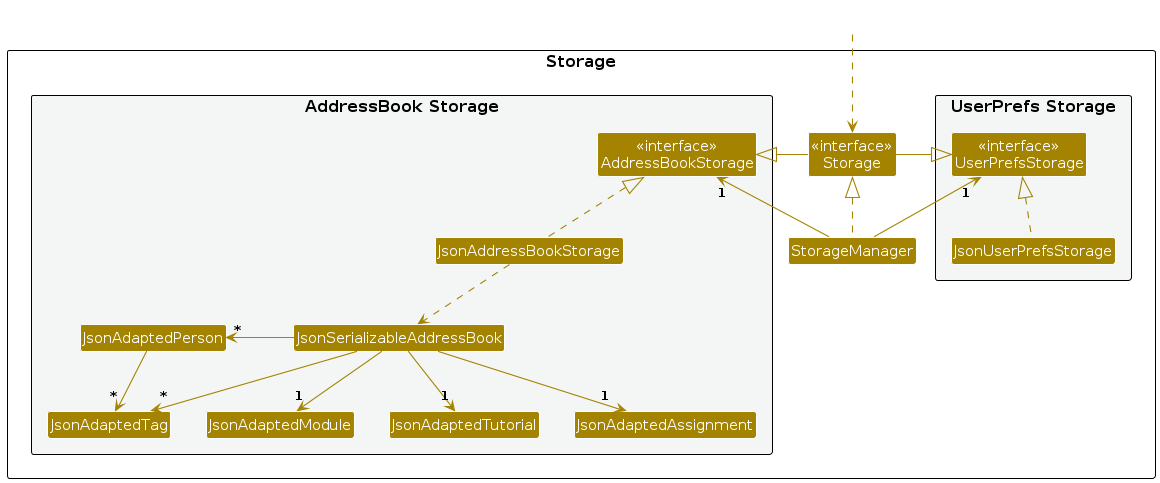 Storage
AddressBook Storage
UserPrefs Storage
«interface»
AddressBookStorage
«interface»
Storage
«interface»
UserPrefsStorage
1
1
JsonAddressBookStorage
StorageManager
JsonUserPrefsStorage
JsonAdaptedPerson
*
JsonSerializableAddressBook
*
*
1
1
1
JsonAdaptedTag
JsonAdaptedModule
JsonAdaptedTutorial
JsonAdaptedAssignment